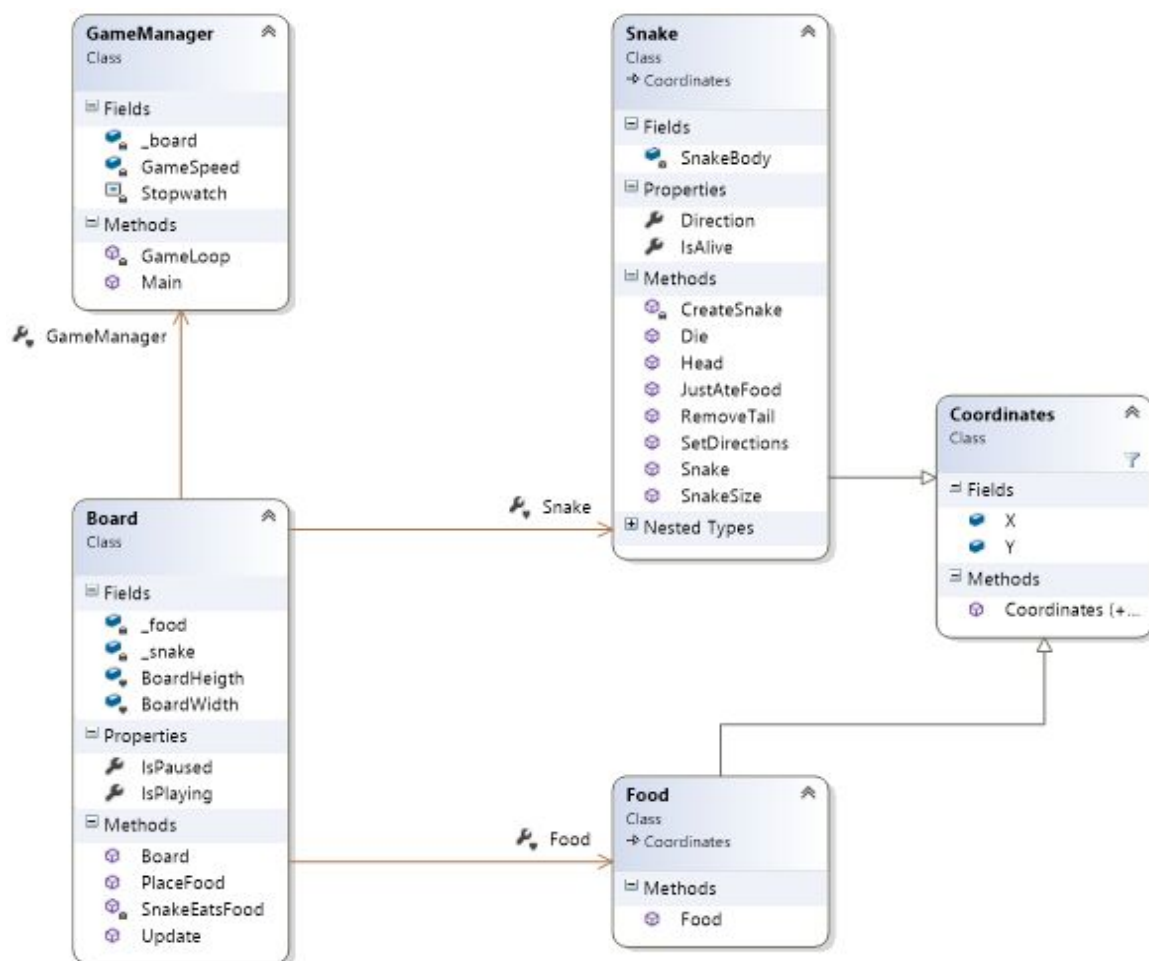 GameManager
Class
Fields
_board
GameSpeed
Stopwatch
Methods
GameLoop
Main
GameManager
Snake
Class
Coordinates
Fields
SnakeBody
Properties
Direction
IsAlive
Methods
CreateSnake
Die
Head
JustAteFood
RemoveTail
SetDirections
Snake
SnakeSize
Nested Types
Coordinates
Class
Fields
X
Y
Methods
Coordinates (+...
Board
Class
Fields
_food
_snake
BoardHeigth
BoardWidth
Properties
IsPaused
IsPlaying
Methods
Board
PlaceFood
SnakeEatsFood
Update
Snake
Food
Food
Class
Coordinates
Methods
Food